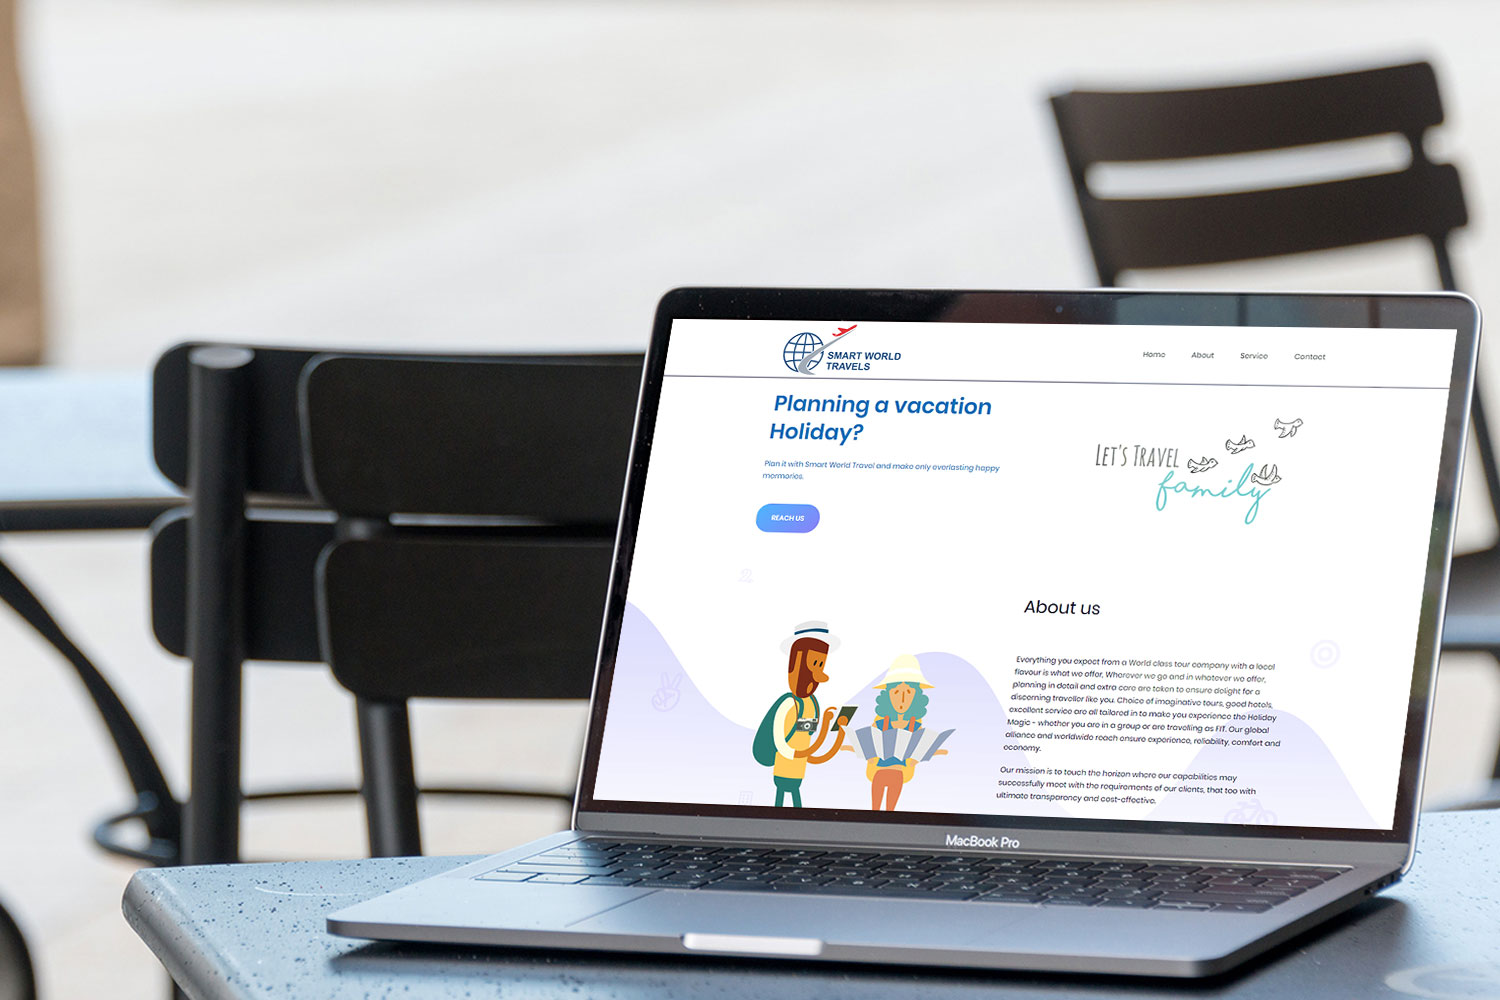 SMART WORLD
TRAVELS
Home About Service Contact
Planning a vacation
Holiday?
Plan it with Smart World Travel and make only everlasting happy
memories.
REACH US
LET'S TRAVEL
family
About us
Everything you expect from a World class tour company with a local
flavour is what we offer. Wherever we go and in whatever we offer,
planning in detail and extra care are taken to ensure delight for a
discerning traveller like you. Choice of imaginative tours, good hotels,
excellent service are all tailored in to make you experience the Holiday
Magic - whether you are in a group or are traveling as FIT. Our global
alliance and worldwide reach ensure experience, reliability, comfort and
economy.
Our mission is to touch the horizon where our capabilities may
successfully meet with the requirements of our clients, that too with
ultimate transparency and cost-effective.
MacBook Pro